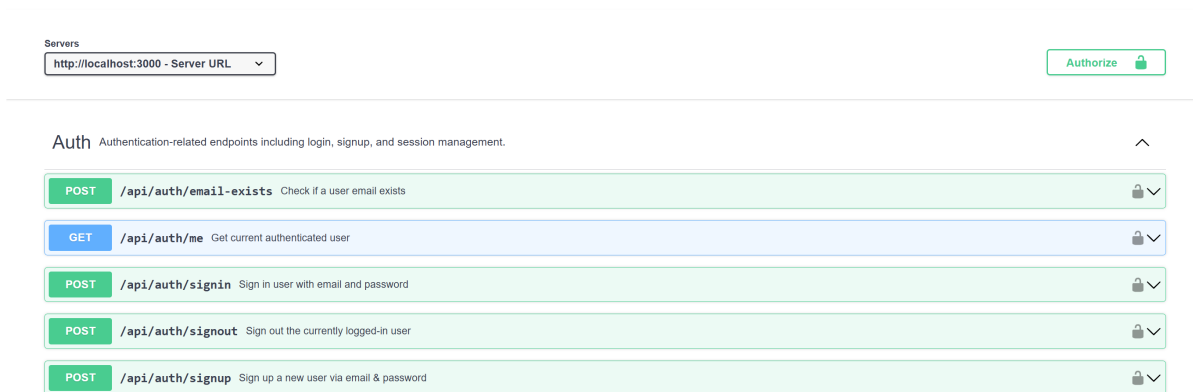 Servers
http://localhost:3000 - Server URL
Authorize
Auth Authentication-related endpoints including login, signup, and session management.
POST /api/auth/email-exists Check if a user email exists
GET /api/auth/me Get current authenticated user
POST /api/auth/signin Sign in user with email and password
POST /api/auth/signout Sign out the currently logged-in user
POST /api/auth/signup Sign up a new user via email & password